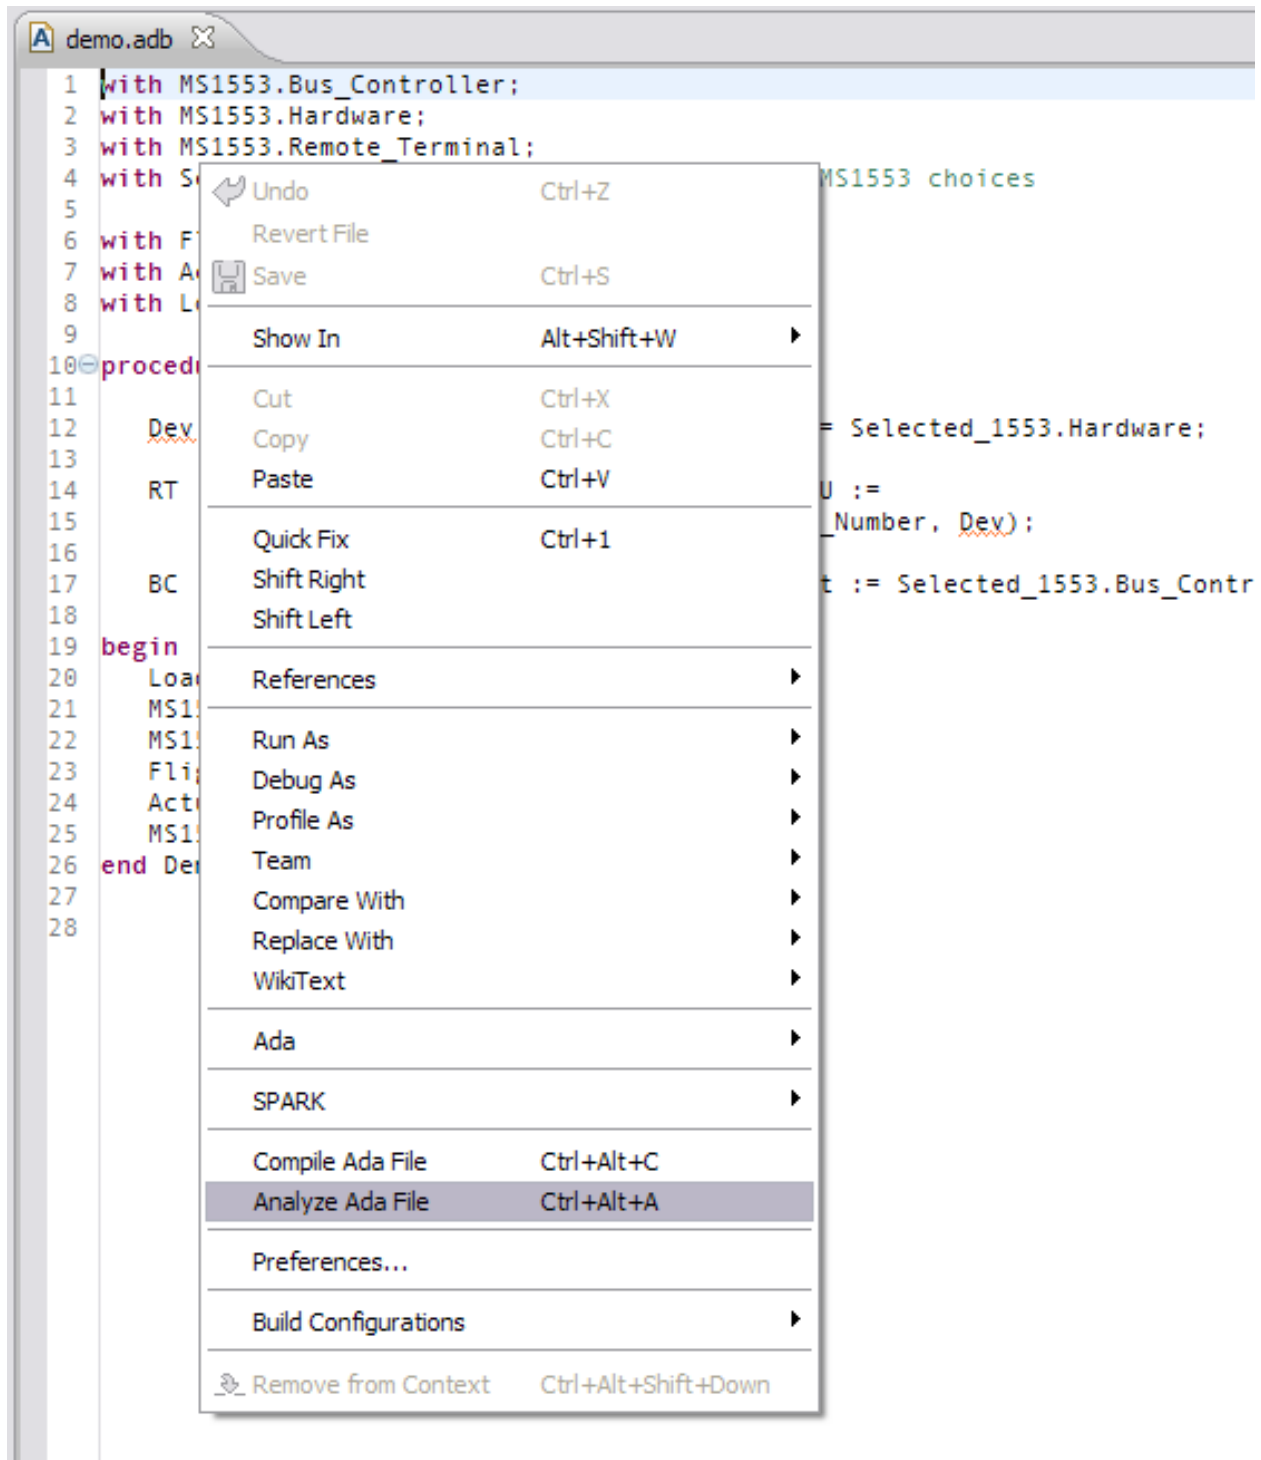 demo.adb
1 with MS1553.Bus_Controller;
2 with MS1553.Hardware;
3 with MS1553.Remote_Terminal;
4 with MS1553 choices
5
6 with
7 with
8 with
9
10
11
12 Dev = Selected_1553.Hardware;
13
14 RT :=
15 _Number, Dev);
16
17 BC := Selected_1553.Bus_Contr
18
19 begin
20
21
22
23
24
25
26 end
27
28
Undo Ctrl+Z
Revert File
Save Ctrl+S
Show In Alt+Shift+W
Cut Ctrl+X
Copy Ctrl+C
Paste Ctrl+V
Quick Fix Ctrl+1
Shift Right
Shift Left
References
Run As
Debug As
Profile As
Team
Compare With
Replace With
WikiText
Ada
SPARK
Compile Ada File Ctrl+Alt+C
Analyze Ada File Ctrl+Alt+A
Preferences...
Build Configurations
Remove from Context Ctrl+Alt+Shift+Down